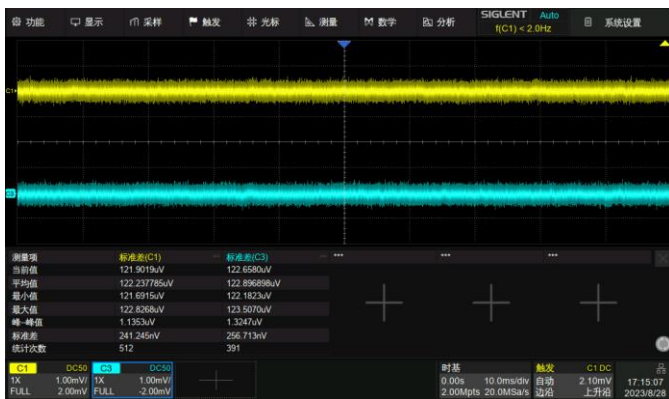 功能 显示 采样 触发 光标 测量 数学 分析 SIGLENT Auto 系统设置
f(C1) < 2.0Hz
C1
C3
测量项 标准差(C1) 标准差(C3) *** *** ***
当前值 121.9019uV 122.6580uV
平均值 122.237785uV 122.896898uV
最小值 121.6915uV 122.1823uV
最大值 122.8268uV 123.5070uV
峰-峰值 1.1353uV 1.3247uV
标准差 241.245nV 256.713nV
统计次数 512 391
C1 DC50 C3 DC50 时基 触发 C1 DC
1X 1.00mV/ 1X 1.00mV/ 0.00s 10.0ms/div 自动 2.10mV 17:15:07
FULL 2.00mV FULL -2.00mV 2.00Mpts 20.0MSa/s 边沿 上升沿 2023/8/28